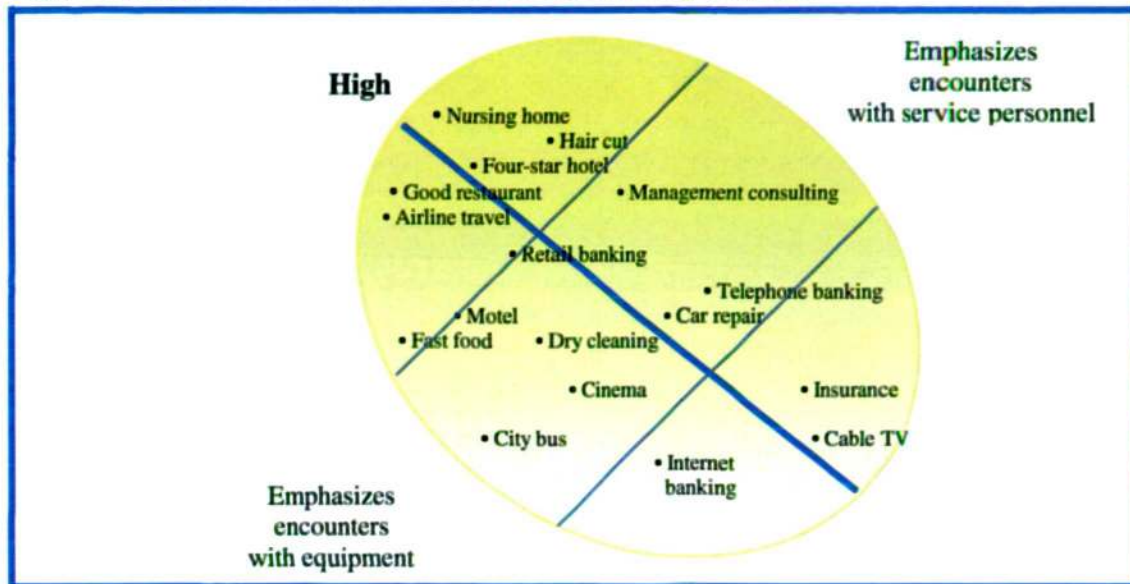 Emphasizes
encounters
with service personnel
High
• Nursing home
• Hair cut
• Four-star hotel
• Good restaurant
• Management consulting
• Airline travel
• Retail banking
• Telephone banking
• Motel
• Car repair
• Fast food
• Dry cleaning
• Cinema
• Insurance
• City bus
• Cable TV
• Internet
banking
Emphasizes
encounters
with equipment